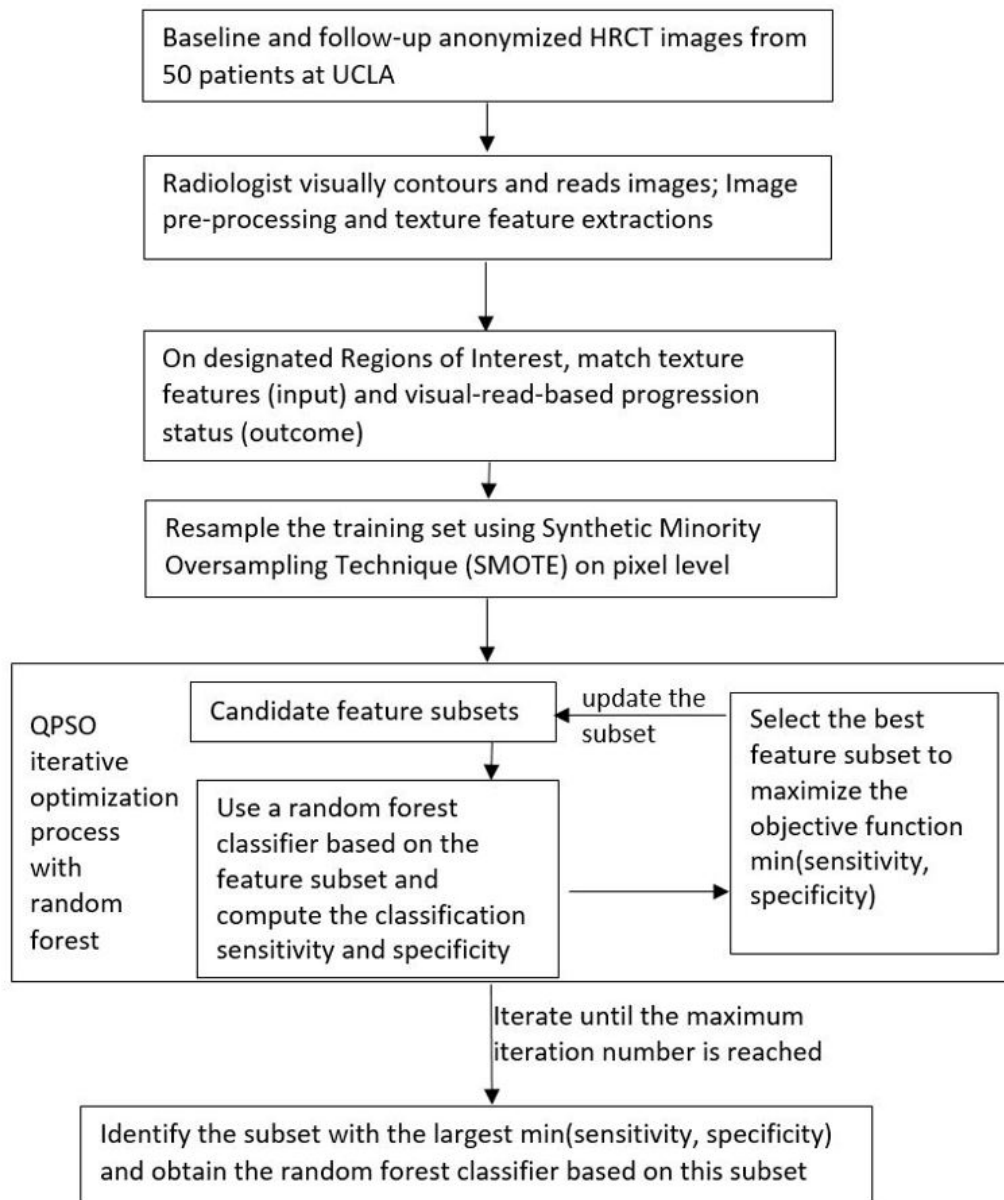 Baseline and follow-up anonymized HRCT images from
50 patients at UCLA
Radiologist visually contours and reads images; Image
pre-processing and texture feature extractions
On designated Regions of Interest, match texture
features (input) and visual-read-based progression
status (outcome)
Resample the training set using Synthetic Minority
Oversampling Technique (SMOTE) on pixel level
QPSO
iterative
optimization
process
with
random
forest
Candidate feature subsets
update the
subset
Use a random forest
classifier based on the
feature subset and
compute the classification
sensitivity and specificity
Select the best
feature subset to
maximize the
objective function
min(sensitivity,
specificity)
Iterate until the maximum
iteration number is reached
Identify the subset with the largest min(sensitivity, specificity)
and obtain the random forest classifier based on this subset